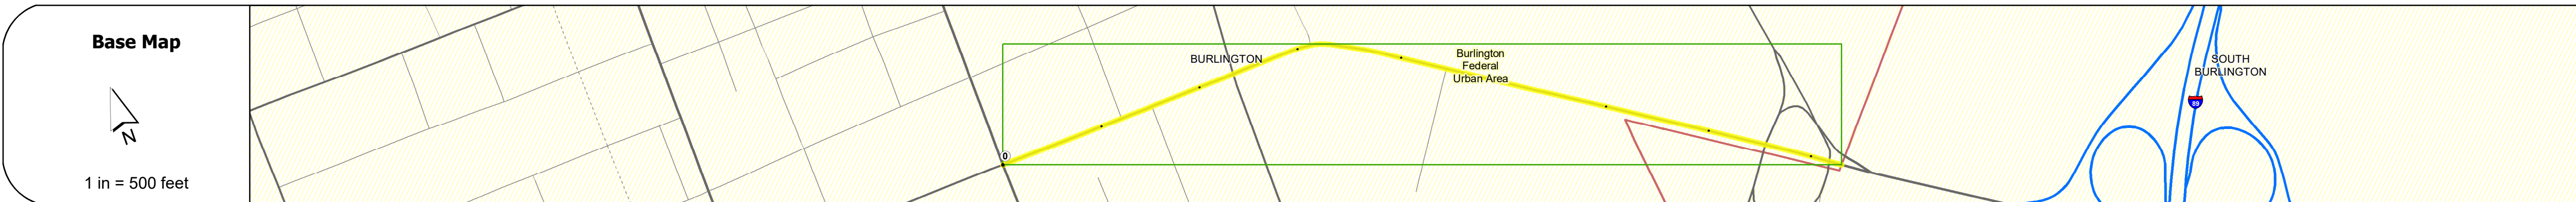 Base Map
N
1 in = 500 feet
0
BURLINGTON
Burlington
Federal
Urban Area
SOUTH
BURLINGTON
89